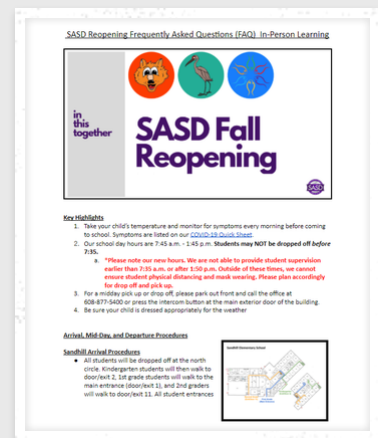 SASD Reopening Frequently Asked Questions (FAQ) In-Person Learning
in
this
together
SASD Fall
Reopening
SASD
Key Highlights
1. Take your child's temperature and monitor for symptoms every morning before coming
to school. Symptoms are listed on our COVID-19 Quick Sheet.
2. Our school day hours are 7:45 a.m. - 1:45 p.m. Students may NOT be dropped off before
7:35.
a. *Please note our new hours. We are not able to provide student supervision
earlier than 7:35 a.m. or after 1:50 p.m. Outside of these times, we cannot
ensure student physical distancing and mask wearing. Please plan accordingly
for drop off and pick up.
3. For a midday pick up or drop off, please park out front and call the office at
608-877-5400 or press the intercom button at the main exterior door of the building.
4. Be sure your child is dressed appropriately for the weather
Arrival, Mid-Day, and Departure Procedures
Sandhill Arrival Procedures
● All students will be dropped off at the north
circle. Kindergarten students will then walk to
door/exit 2, 1st grade students will walk to the
main entrance (door/exit 1), and 2nd graders
will walk to door/exit 11. All student entrances
Sandhill Elementary School